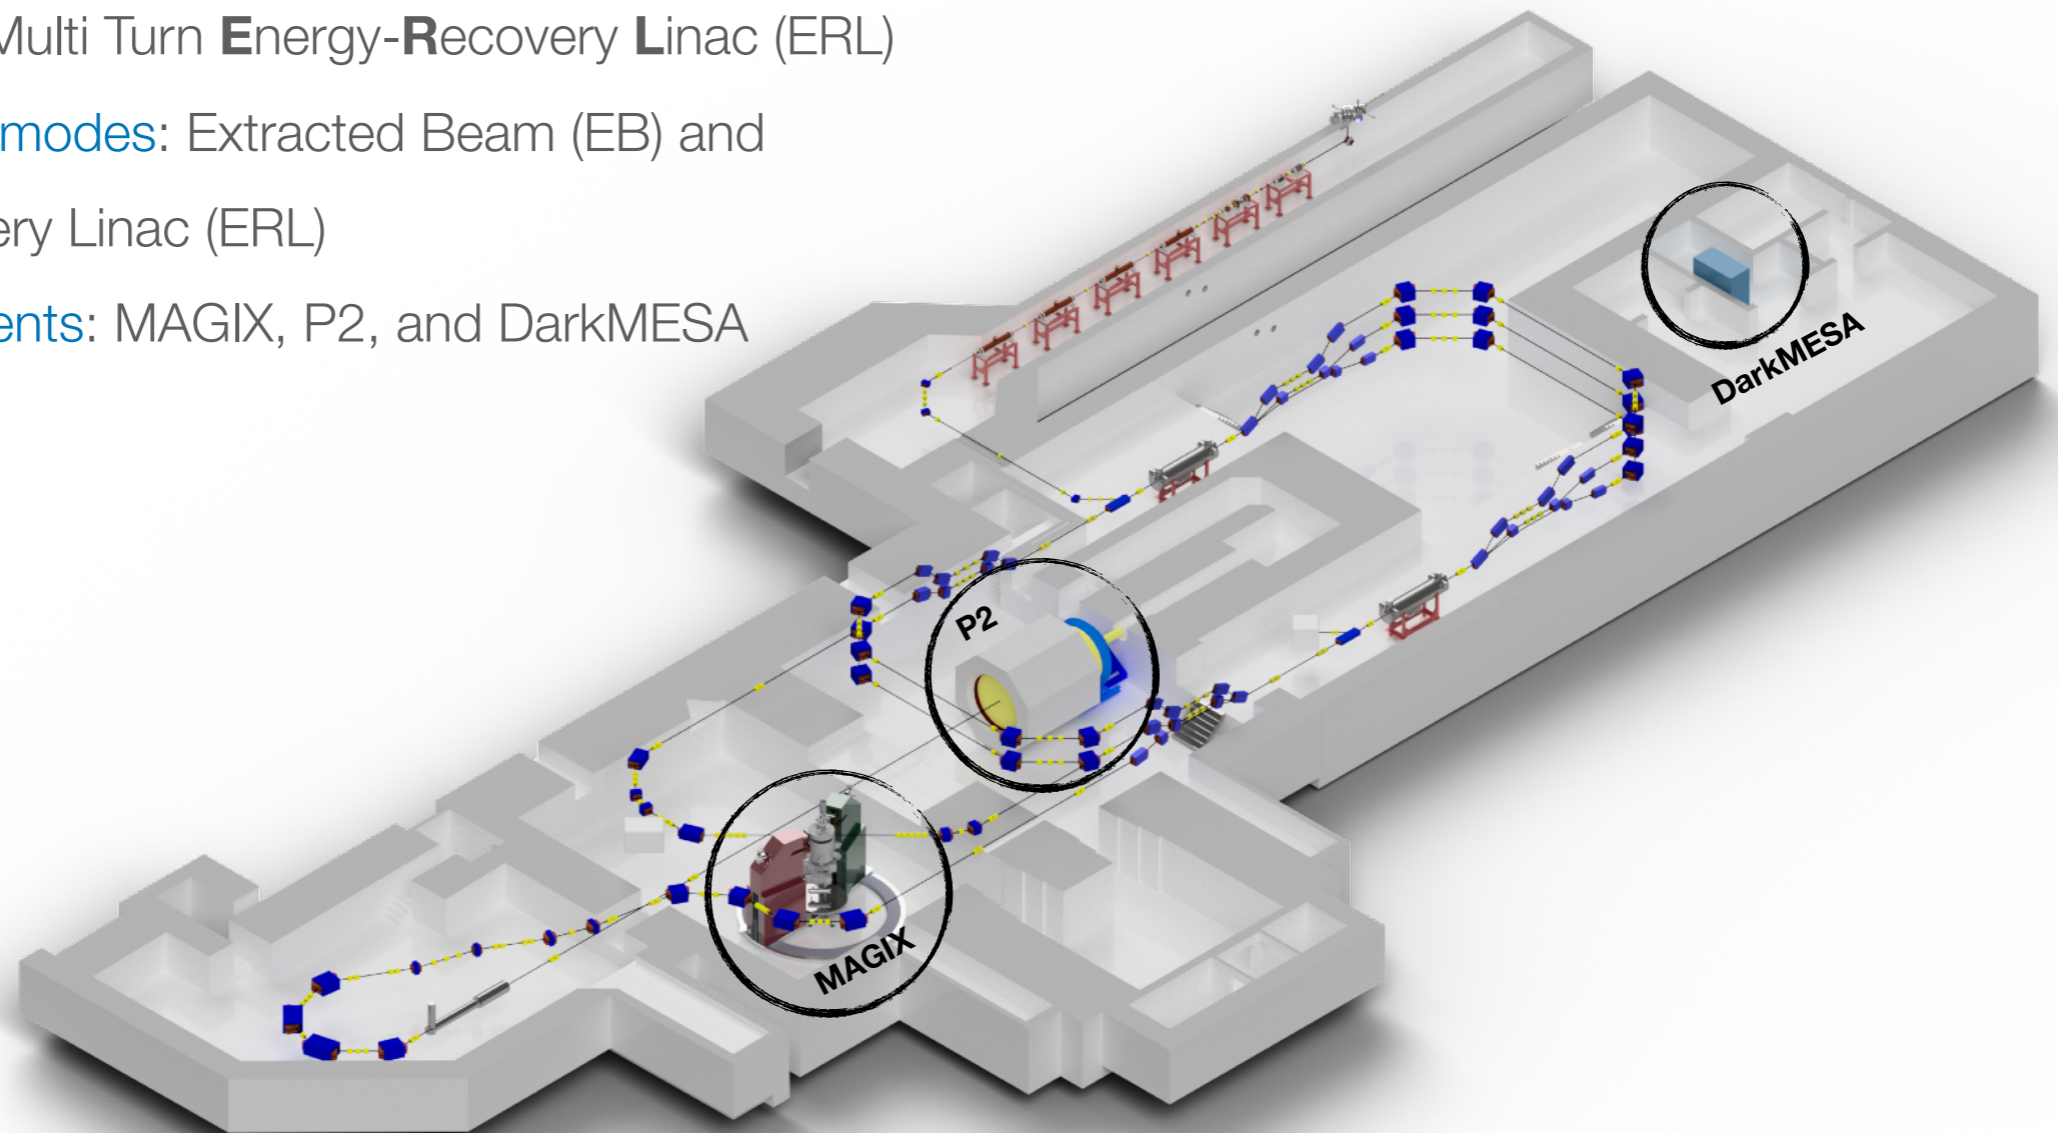 Multi Turn Energy-Recovery Linac (ERL)
modes: Extracted Beam (EB) and
ery Linac (ERL)
ents: MAGIX, P2, and DarkMESA
DarkMESA
P2
MAGIX